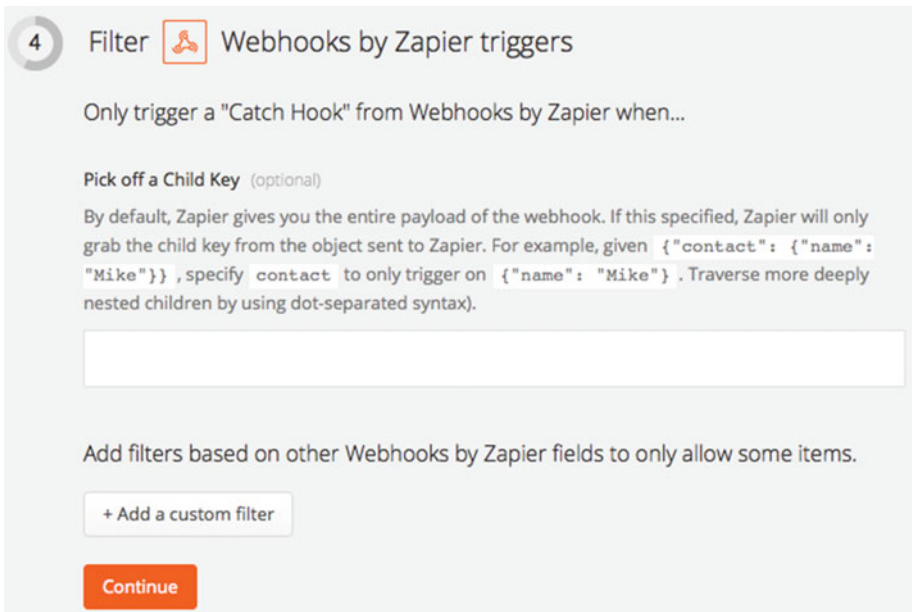 4 Filter Webhooks by Zapier triggers
Only trigger a "Catch Hook" from Webhooks by Zapier when...
Pick off a Child Key (optional)
By default, Zapier gives you the entire payload of the webhook. If this specified, Zapier will only
grab the child key from the object sent to Zapier. For example, given {"contact": {"name":
"Mike"}} , specify contact to only trigger on {"name": "Mike"} . Traverse more deeply
nested children by using dot-separated syntax).
Add filters based on other Webhooks by Zapier fields to only allow some items.
+ Add a custom filter
Continue